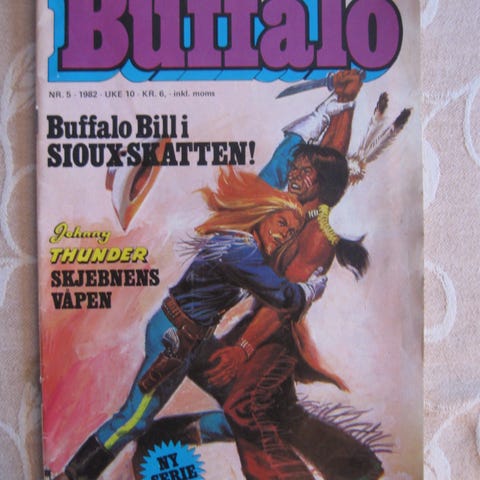 Buffalo
NR. 5 - 1982 - UKE 10 - KR. 6,- inkl. moms
Buffalo Bill i
SIOUX-SKATTEN!
Johnny
THUNDER
SKJEBNENS
VÅPEN
NY
SERIE